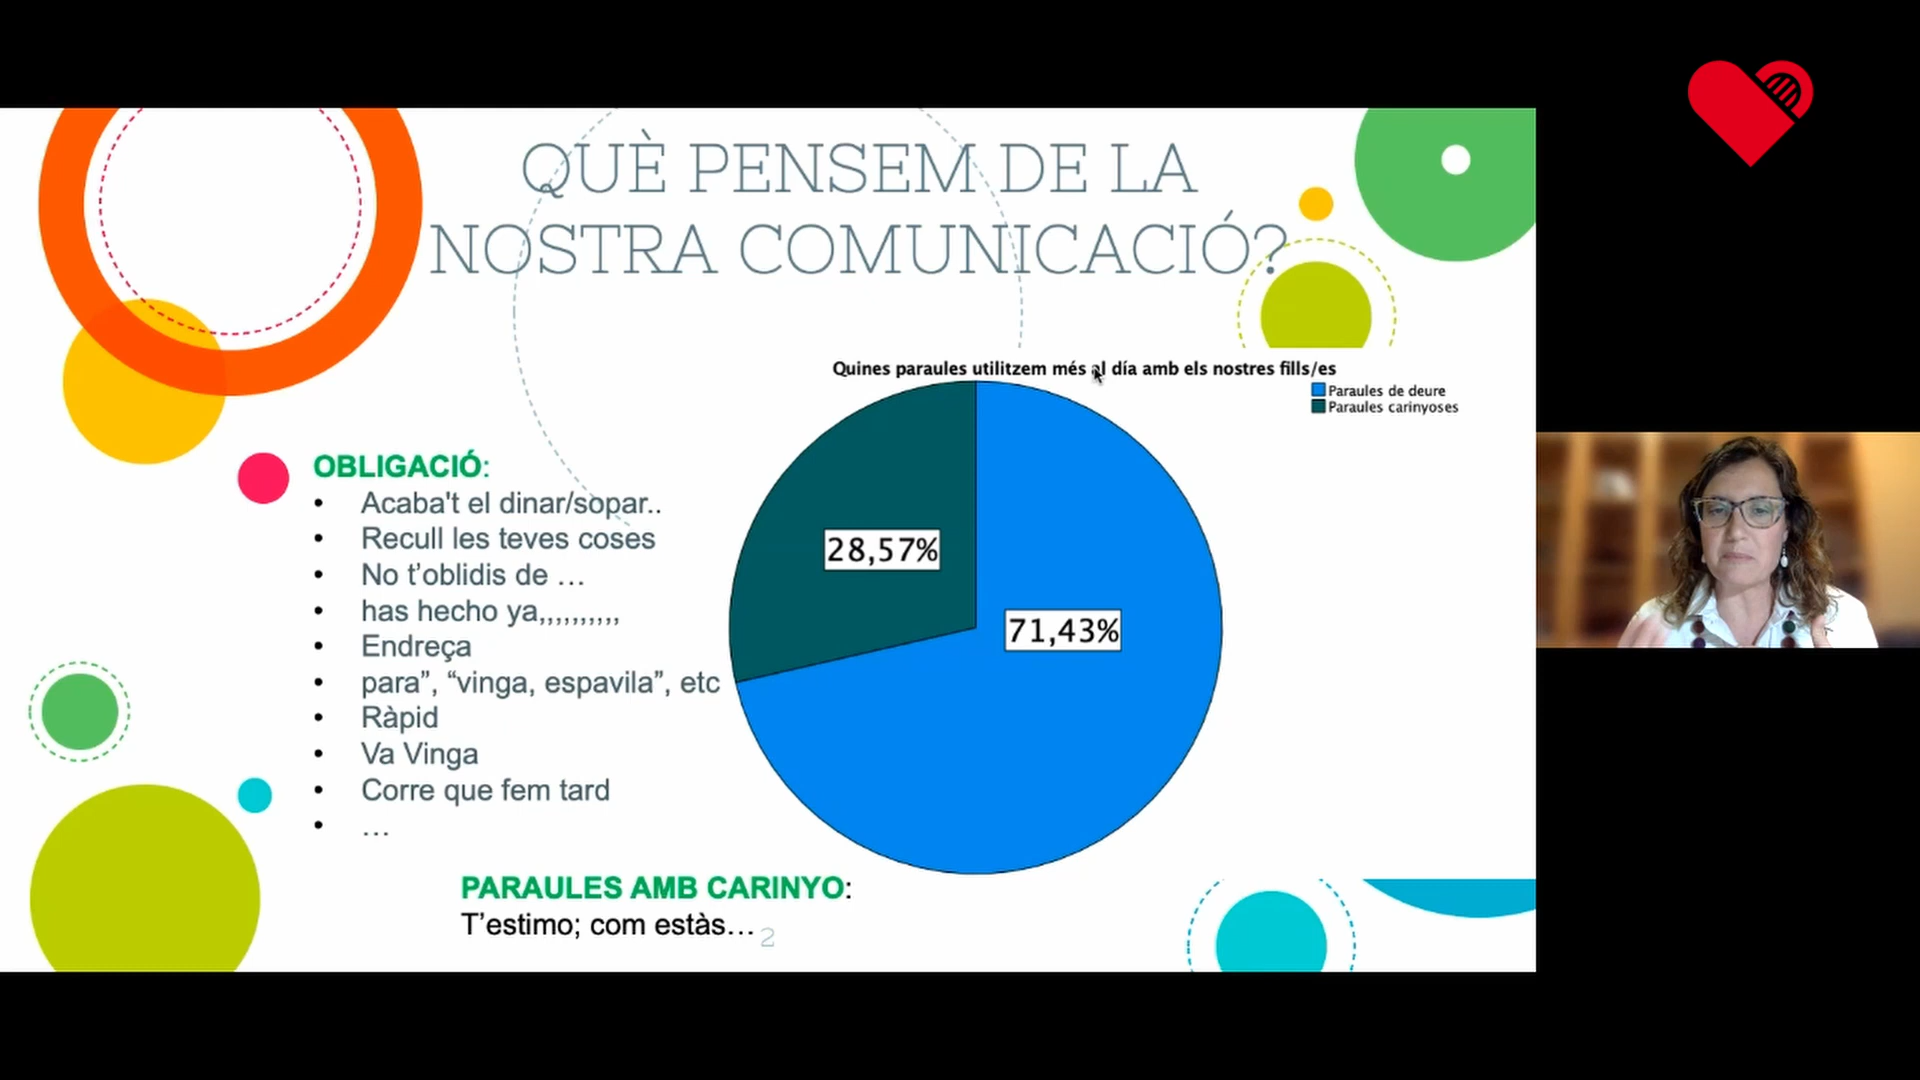 QUÈ PENSEM DE LA
NOSTRA COMUNICACIÓ?
Quines paraules utilitzem més al día amb els nostres fills/es
Paraules de deure
Paraules carinyoses
28,57%
71,43%
OBLIGACIÓ:
• Acaba't el dinar/sopar..
• Recull les teves coses
• No t’oblidis de …
• has hecho ya,,,,,,,,,,
• Endreça
• para”, “vinga, espavila”, etc
• Ràpid
• Va Vinga
• Corre que fem tard
• …
PARAULES AMB CARINYO:
T’estimo; com estàs…
2